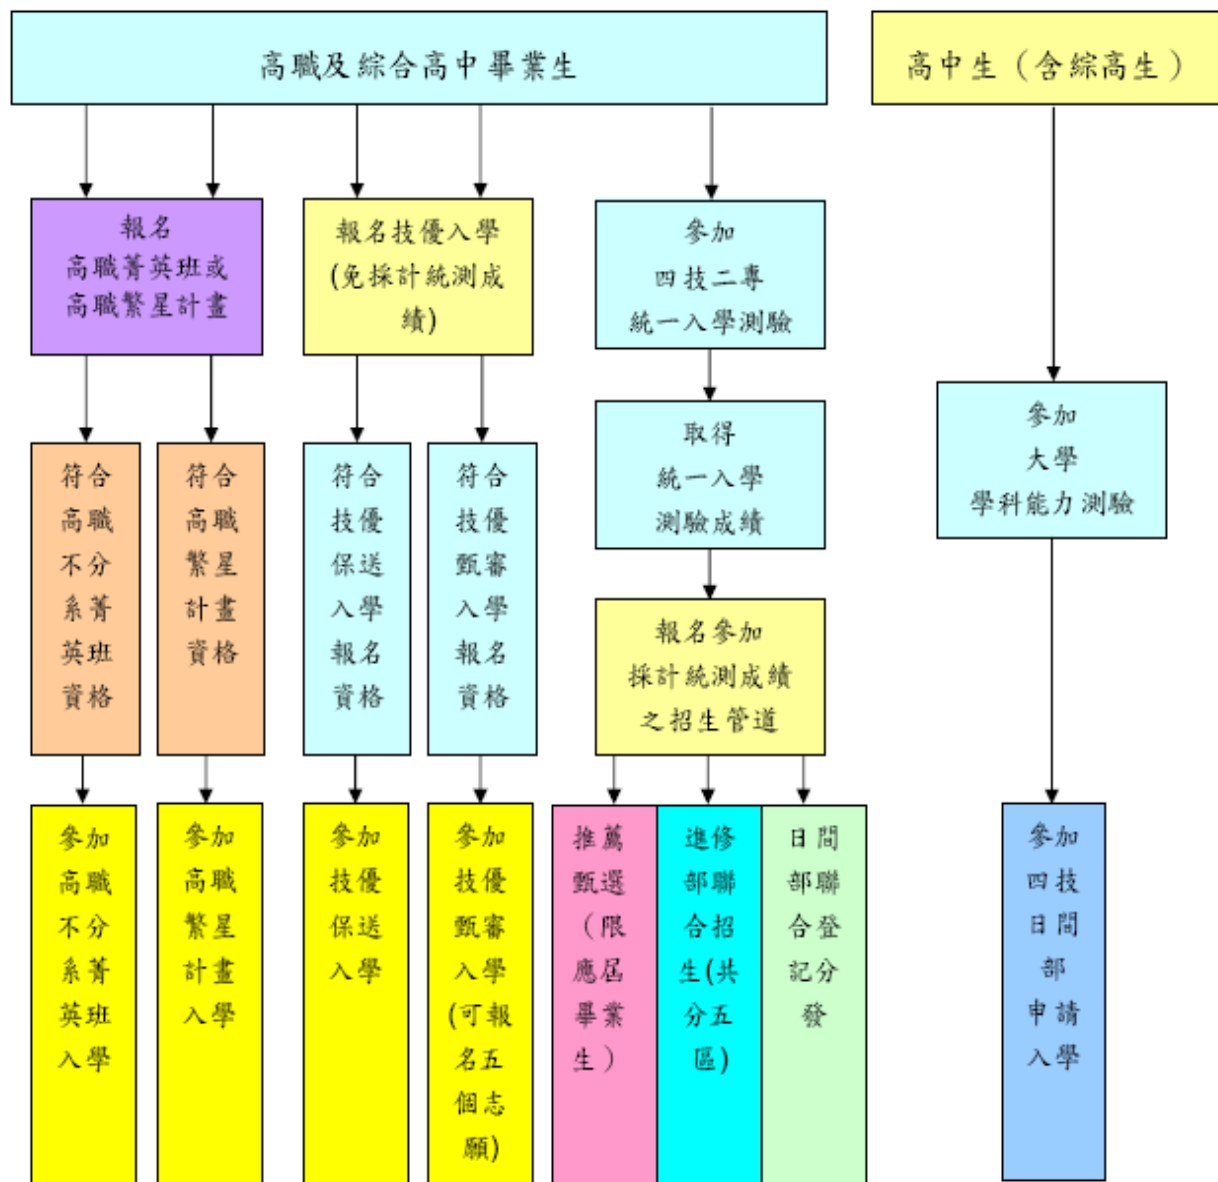 高職及綜合高中畢業生
高中生（含綜高生）
報名
高職菁英班或
高職繁星計畫
報名技優入學
(免採計統測成
績)
參加
四技二專
統一入學測驗
取得
統一入學
測驗成績
報名參加
採計統測成績
之招生管道
參加
大學
學科能力測驗
符合
高職
不分
系菁
英班
資格
符合
高職
繁星
計畫
資格
符合
技優
保送
入學
報名
資格
符合
技優
甄審
入學
報名
資格
參加
高職
不分
系菁
英班
入學
參加
高職
繁星
計畫
入學
參加
技優
保送
入學
參加
技優
甄審
入學
(可報
名五
個志
願)
推薦
甄選
（限
應屆
畢業
生）
進修
部聯
合招
生(共
分五
區)
日間
部聯
合登
記分
發
參加
四技
日間
部
申請
入學